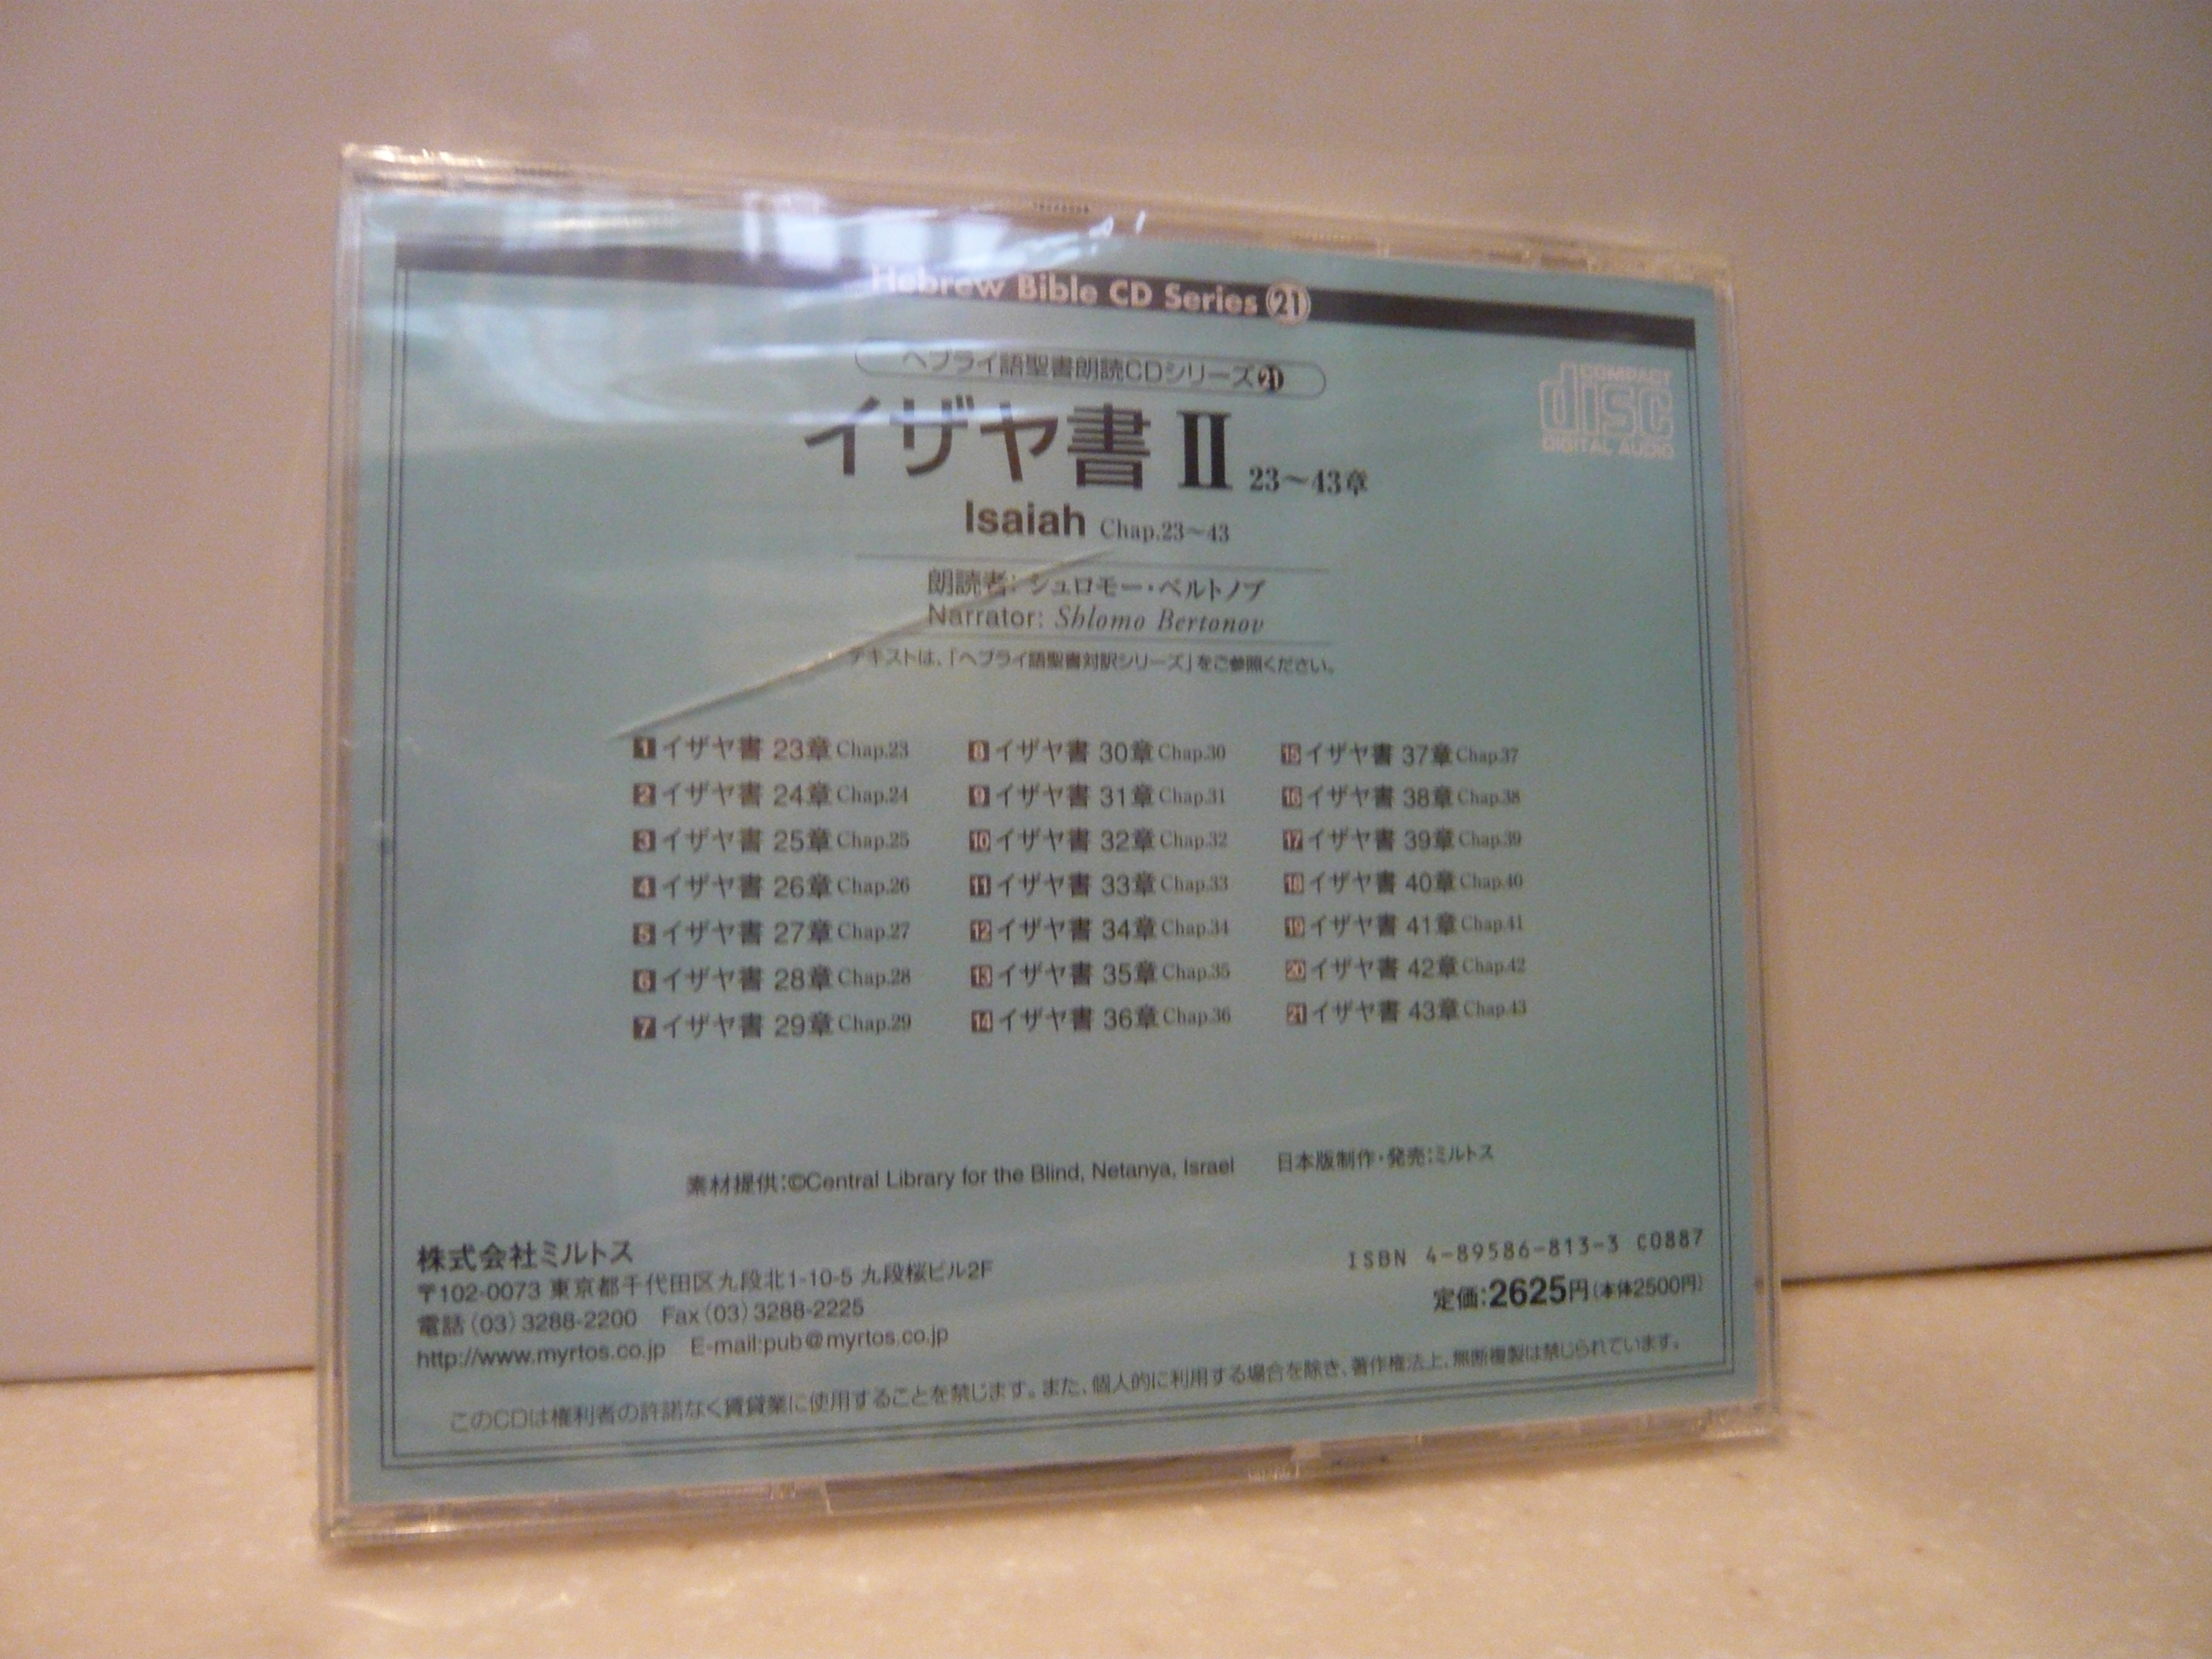 Hebrew Bible CD Series 21
ヘブライ語聖書朗読CDシリーズ21
COMPACT
disc
DIGITAL AUDIO
イザヤ書 II 23〜43章
Isaiah Chap.23〜43
朗読者: シュロモー・ベルトノブ
Narrator: Shlomo Bertonov
テキストは、「ヘブライ語聖書対訳シリーズ」をご参照ください。
1 イザヤ書 23章 Chap.23
2 イザヤ書 24章 Chap.24
3 イザヤ書 25章 Chap.25
4 イザヤ書 26章 Chap.26
5 イザヤ書 27章 Chap.27
6 イザヤ書 28章 Chap.28
7 イザヤ書 29章 Chap.29
8 イザヤ書 30章 Chap.30
9 イザヤ書 31章 Chap.31
10 イザヤ書 32章 Chap.32
11 イザヤ書 33章 Chap.33
12 イザヤ書 34章 Chap.34
13 イザヤ書 35章 Chap.35
14 イザヤ書 36章 Chap.36
15 イザヤ書 37章 Chap.37
16 イザヤ書 38章 Chap.38
17 イザヤ書 39章 Chap.39
18 イザヤ書 40章 Chap.40
19 イザヤ書 41章 Chap.41
20 イザヤ書 42章 Chap.42
21 イザヤ書 43章 Chap.43
素材提供:©Central Library for the Blind, Netanya, Israel 日本版制作・発売:ミルトス
株式会社ミルトス
〒102-0073 東京都千代田区九段北1-10-5 九段桜ビル2F
電話(03)3288-2200 Fax(03)3288-2225
http://www.myrtos.co.jp E-mail:pub@myrtos.co.jp
ISBN 4-89586-813-3 C0887
定価:2625円(本体2500円)
このCDは権利者の許諾なく賃貸業に使用することを禁じます。また、個人的に利用する場合を除き、著作権法上、無断複製は禁じられています。